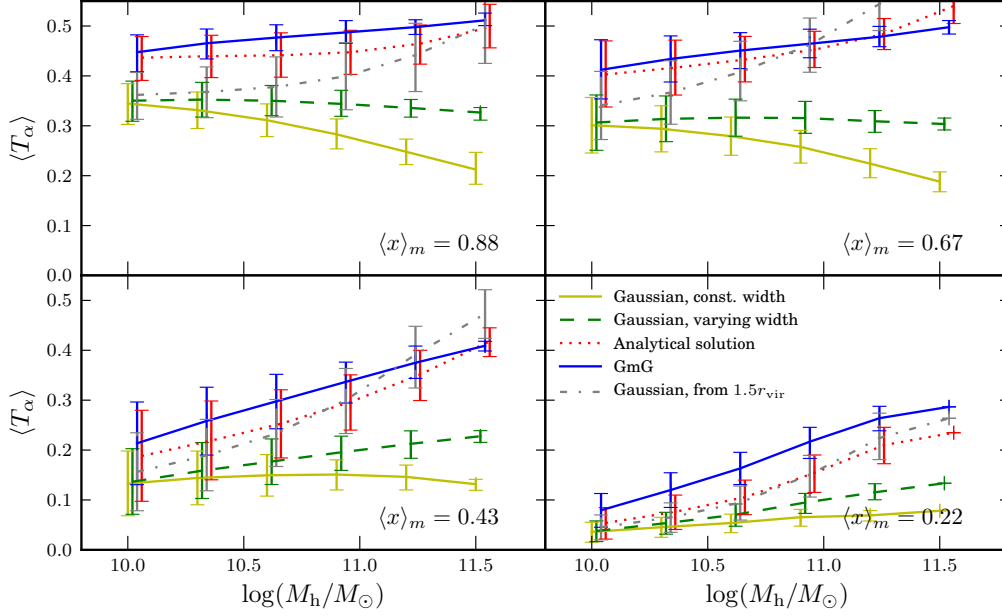 0.5
0.4
0.3
0.2
0.1
0.0
⟨T_α⟩
⟨x⟩_m = 0.88
⟨x⟩_m = 0.67
0.5
0.4
0.3
0.2
0.1
0.0
⟨T_α⟩
Gaussian, const. width
Gaussian, varying width
Analytical solution
GmG
Gaussian, from 1.5r_vir
⟨x⟩_m = 0.43
⟨x⟩_m = 0.22
10.0 10.5 11.0 11.5
10.0 10.5 11.0 11.5
log(M_h/M_⊙)
log(M_h/M_⊙)